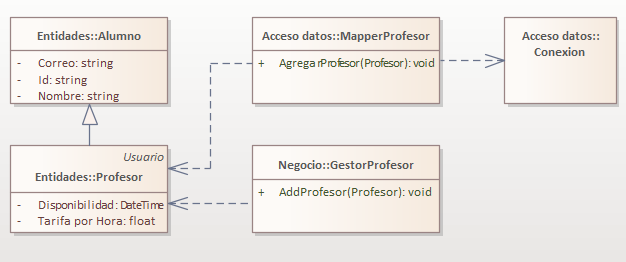 Entidades::Alumno
- Correo: string
- Id: string
- Nombre: string
Acceso datos::MapperProfesor
+ AgregarProfesor(Profesor): void
Acceso datos::
Conexion
Usuario
Entidades::Profesor
- Disponibilidad: DateTime
- Tarifa por Hora: float
Negocio::GestorProfesor
+ AddProfesor(Profesor): void